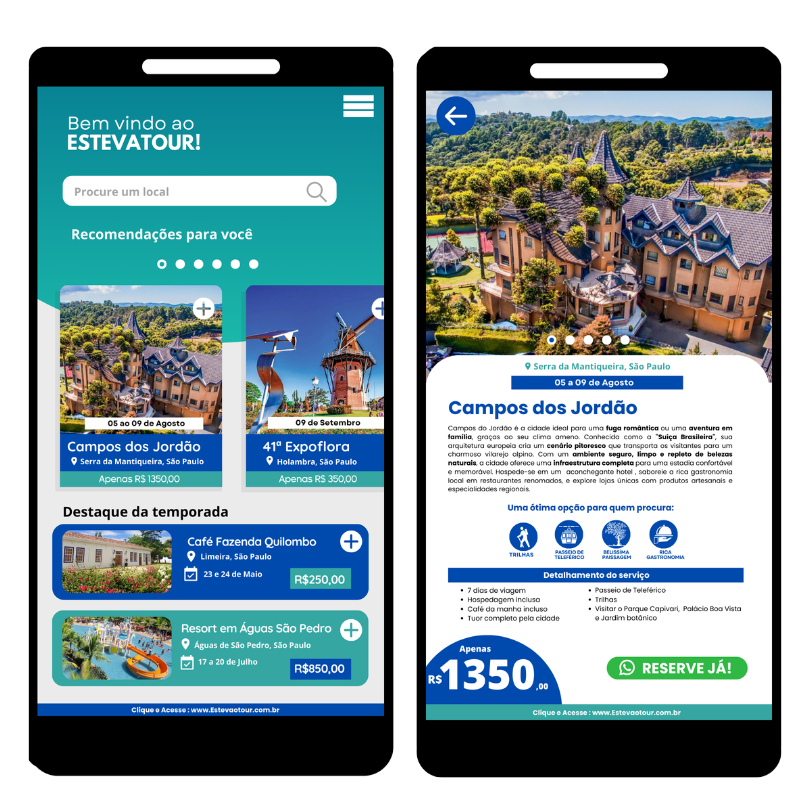 Bem vindo ao
ESTEVATOUR!
Procure um local
Recomendações para você
05 ao 09 de Agosto
Campos dos Jordão
Serra da Mantiqueira, São Paulo
Apenas R$ 1350,00
09 de Setembro
41ª Expoflora
Holambra, São Paulo
Apenas R$ 350,00
Destaque da temporada
Café Fazenda Quilombo
Limeira, São Paulo
23 e 24 de Maio
R$250,00
Resort em Águas São Pedro
Águas de São Pedro, São Paulo
17 a 20 de Julho
R$850,00
Clique e Acesse : www.Estevaotour.com.br
Serra da Mantiqueira, São Paulo
05 a 09 de Agosto
Campos dos Jordão
Campos do Jordão é a cidade ideal para uma fuga romântica ou uma aventura em
família, graças ao seu clima ameno. Conhecida como a "Suíça Brasileira", sua
arquitetura europeia cria um cenário pitoresco que transporta os visitantes para um
charmoso vilarejo alpino. Com um ambiente seguro, limpo e repleto de belezas
naturais, a cidade oferece uma infraestrutura completa para uma estadia confortável
e memorável. Hospede-se em um aconchegante hotel , saboreie a rica gastronomia
local em restaurantes renomados, e explore lojas únicas com produtos artesanais e
especialidades regionais.
Uma ótima opção para quem procura:
TRILHAS
PASSEIO DE
TELEFÉRICO
BELISSIMA
PAISSAGEM
RICA
GASTRONOMIA
Detalhamento do serviço
7 dias de viagem
Hospedagem inclusa
Café da manha incluso
Tuor completo pela cidade
Passeio de Teleférico
Trilhas
Visitar o Parque Capivari, Palácio Boa Vista
e Jardim botânico
Apenas
R$1350,00
RESERVE JÁ!
Clique e Acesse : www.Estevaotour.com.br